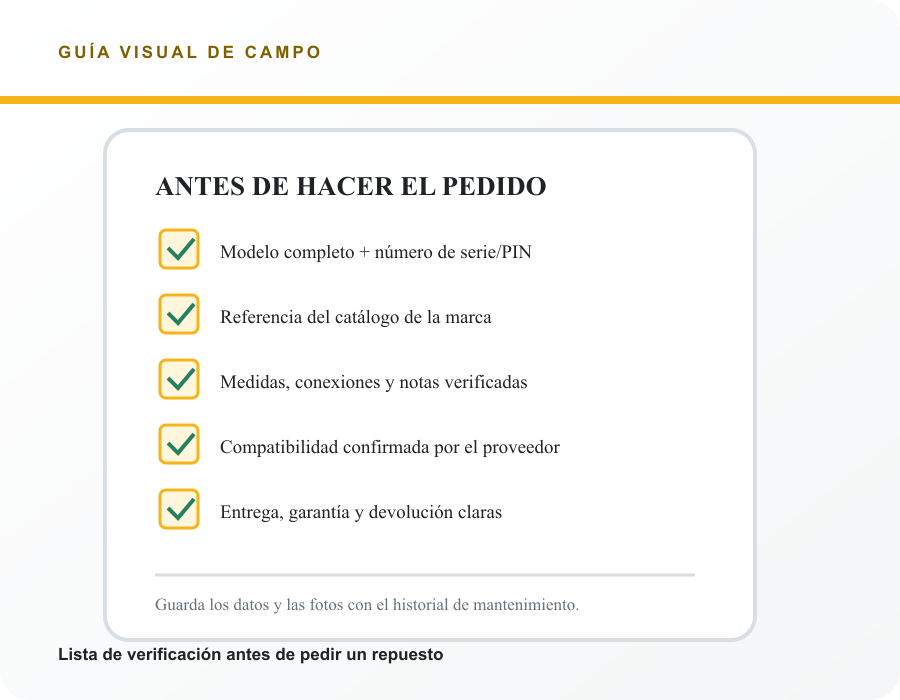 GUÍA VISUAL DE CAMPO
ANTES DE HACER EL PEDIDO
Modelo completo + número de serie/PIN
Referencia del catálogo de la marca
Medidas, conexiones y notas verificadas
Compatibilidad confirmada por el proveedor
Entrega, garantía y devolución claras
Guarda los datos y las fotos con el historial de mantenimiento.
Lista de verificación antes de pedir un repuesto